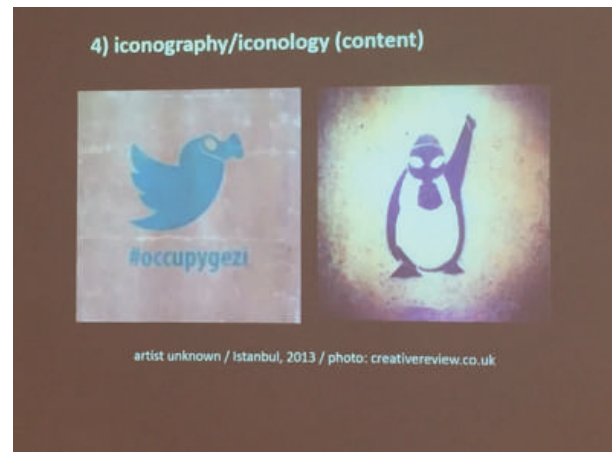 4) iconography/iconology (content)
#occupygezi
artist unknown / Istanbul, 2013 / photo: creativereview.co.uk